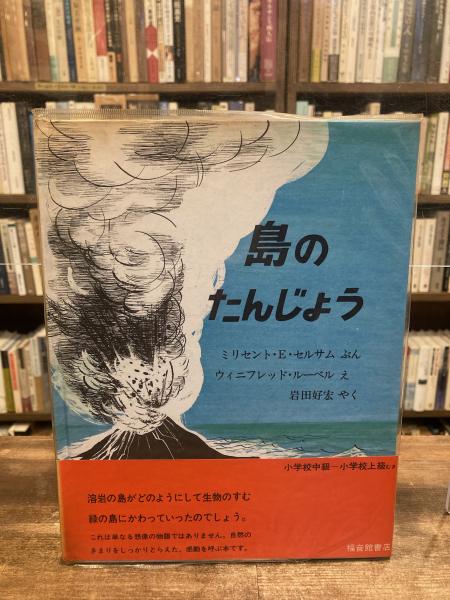 島の
たんじょう
ミリセント・E・セルサム ぶん
ウィニフレッド・ルーベル え
岩田好宏 やく
小学校中級—小学校上級むき
溶岩の島がどのようにして生物のすむ
緑の島にかわっていったのでしょう。
これは単なる想像の物語ではありません。自然の
きまりをしっかりとらえた、感動を呼ぶ本です。
福音館書店